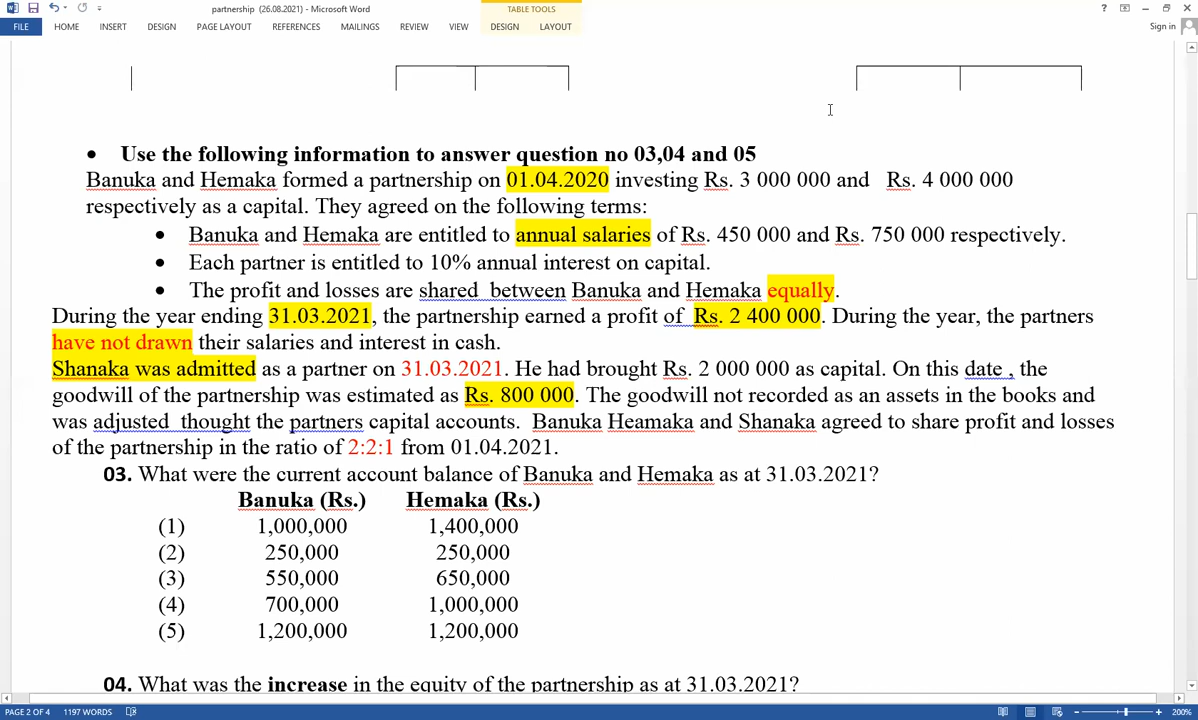 partnership (26.08.2021) - Microsoft Word
TABLE TOOLS
?
FILE HOME INSERT DESIGN PAGE LAYOUT REFERENCES MAILINGS REVIEW VIEW DESIGN LAYOUT Sign in
• Use the following information to answer question no 03,04 and 05
Banuka and Hemaka formed a partnership on 01.04.2020 investing Rs. 3 000 000 and Rs. 4 000 000
respectively as a capital. They agreed on the following terms:
• Banuka and Hemaka are entitled to annual salaries of Rs. 450 000 and Rs. 750 000 respectively.
• Each partner is entitled to 10% annual interest on capital.
• The profit and losses are shared between Banuka and Hemaka equally.
During the year ending 31.03.2021, the partnership earned a profit of Rs. 2 400 000. During the year, the partners
have not drawn their salaries and interest in cash.
Shanaka was admitted as a partner on 31.03.2021. He had brought Rs. 2 000 000 as capital. On this date , the
goodwill of the partnership was estimated as Rs. 800 000. The goodwill not recorded as an assets in the books and
was adjusted thought the partners capital accounts. Banuka Heamaka and Shanaka agreed to share profit and losses
of the partnership in the ratio of 2:2:1 from 01.04.2021.
03. What were the current account balance of Banuka and Hemaka as at 31.03.2021?
Banuka (Rs.) Hemaka (Rs.)
(1) 1,000,000 1,400,000
(2) 250,000 250,000
(3) 550,000 650,000
(4) 700,000 1,000,000
(5) 1,200,000 1,200,000
04. What was the increase in the equity of the partnership as at 31.03.2021?
PAGE 2 OF 4 1197 WORDS 200%